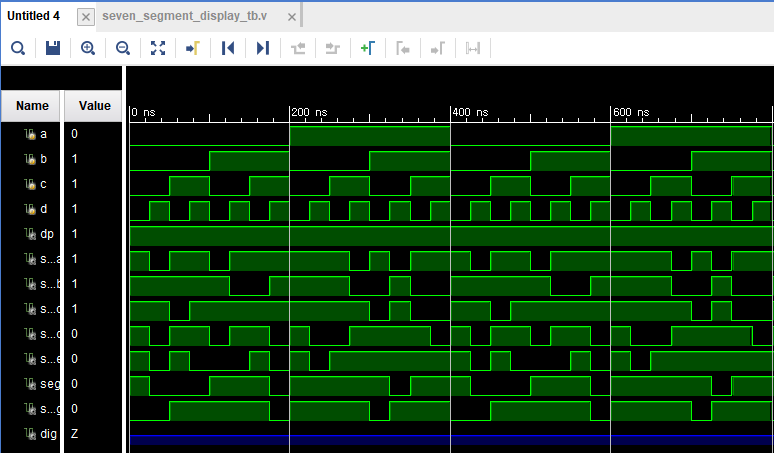 Untitled 4 seven_segment_display_tb.v
Name Value
0 ns 200 ns 400 ns 600 ns
a 0
b 1
c 1
d 1
dp 1
s...a 1
s...b 1
s...c 1
s...d 0
s...e 0
seg 0
s...g 0
dig Z